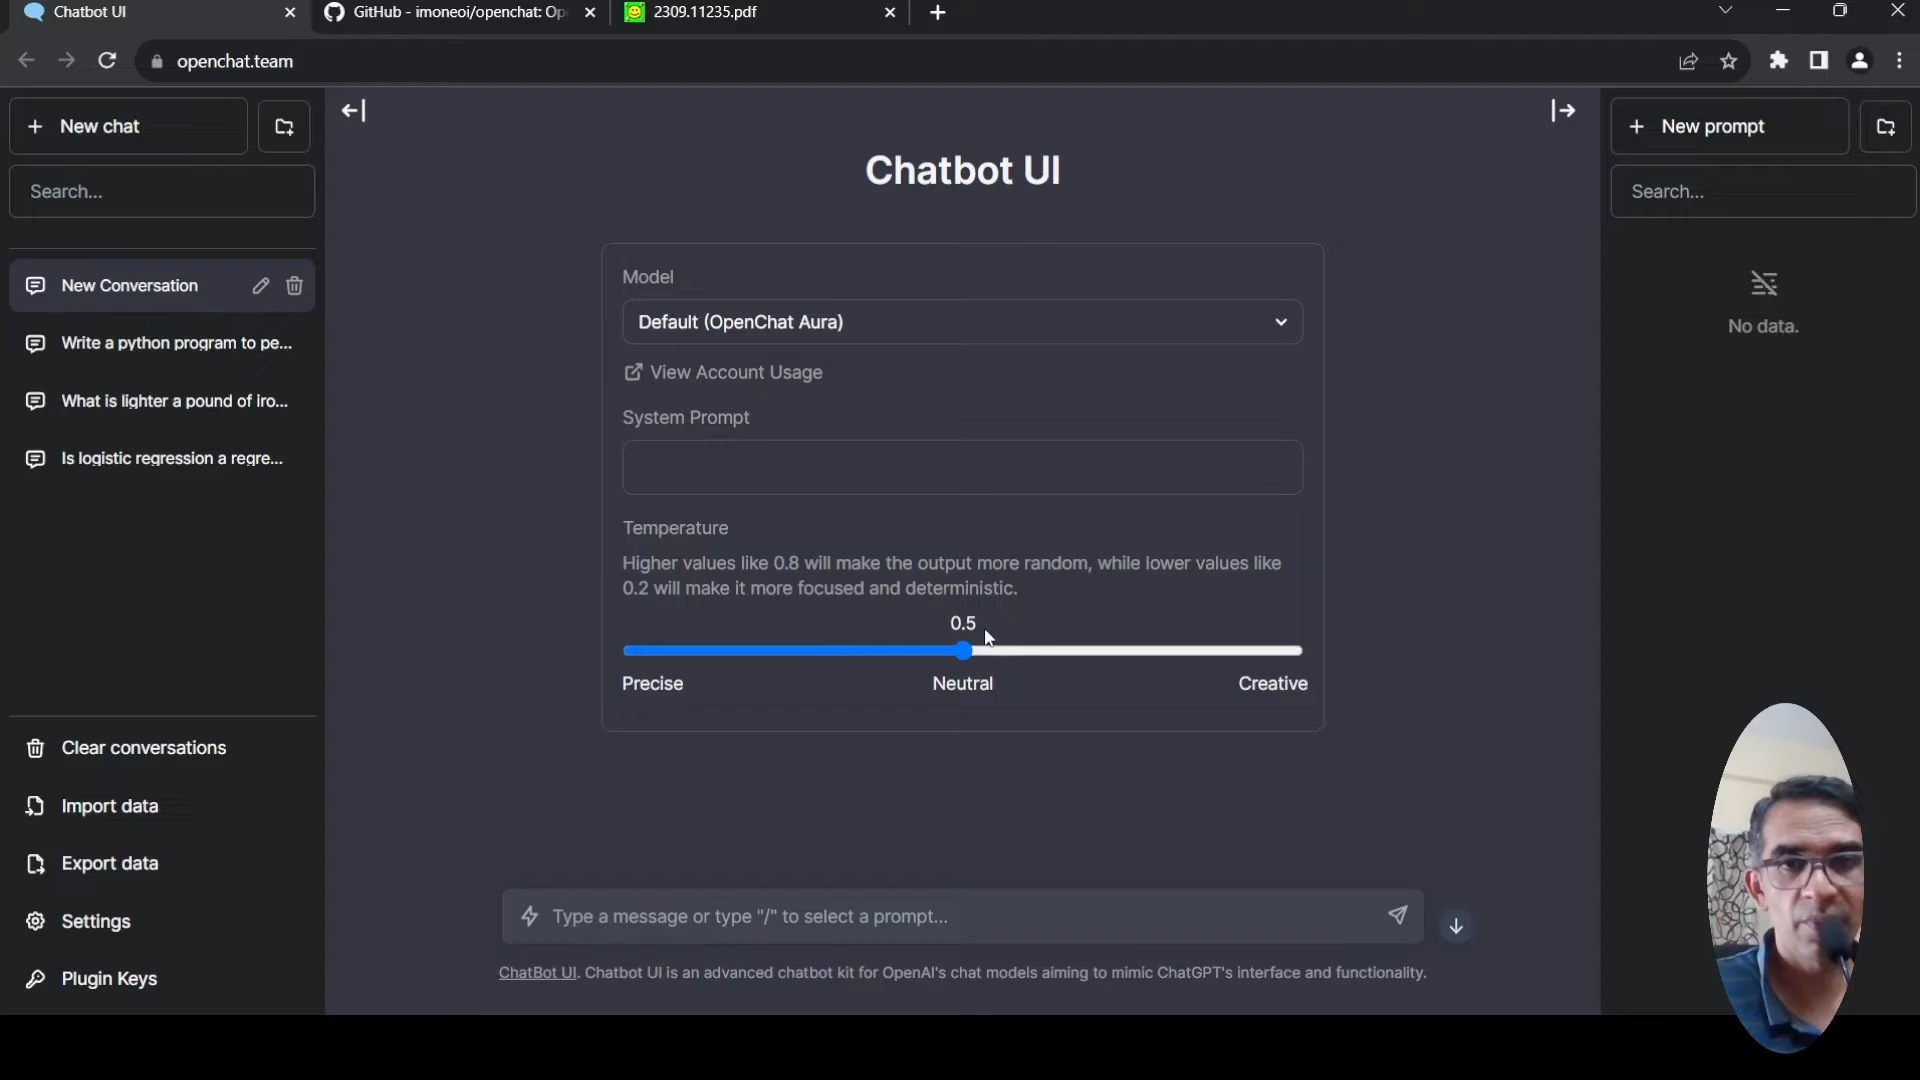 Chatbot UI
GitHub - imoneoi/openchat: Op
2309.11235.pdf
openchat.team
New chat
Search...
New Conversation
Write a python program to pe...
What is lighter a pound of iro...
Is logistic regression a regre...
Clear conversations
Import data
Export data
Settings
Plugin Keys
Chatbot UI
Model
Default (OpenChat Aura)
View Account Usage
System Prompt
Temperature
Higher values like 0.8 will make the output more random, while lower values like
0.2 will make it more focused and deterministic.
0.5
Precise Neutral Creative
Type a message or type "/" to select a prompt...
ChatBot UI. Chatbot UI is an advanced chatbot kit for OpenAI's chat models aiming to mimic ChatGPT's interface and functionality.
New prompt
Search...
No data.